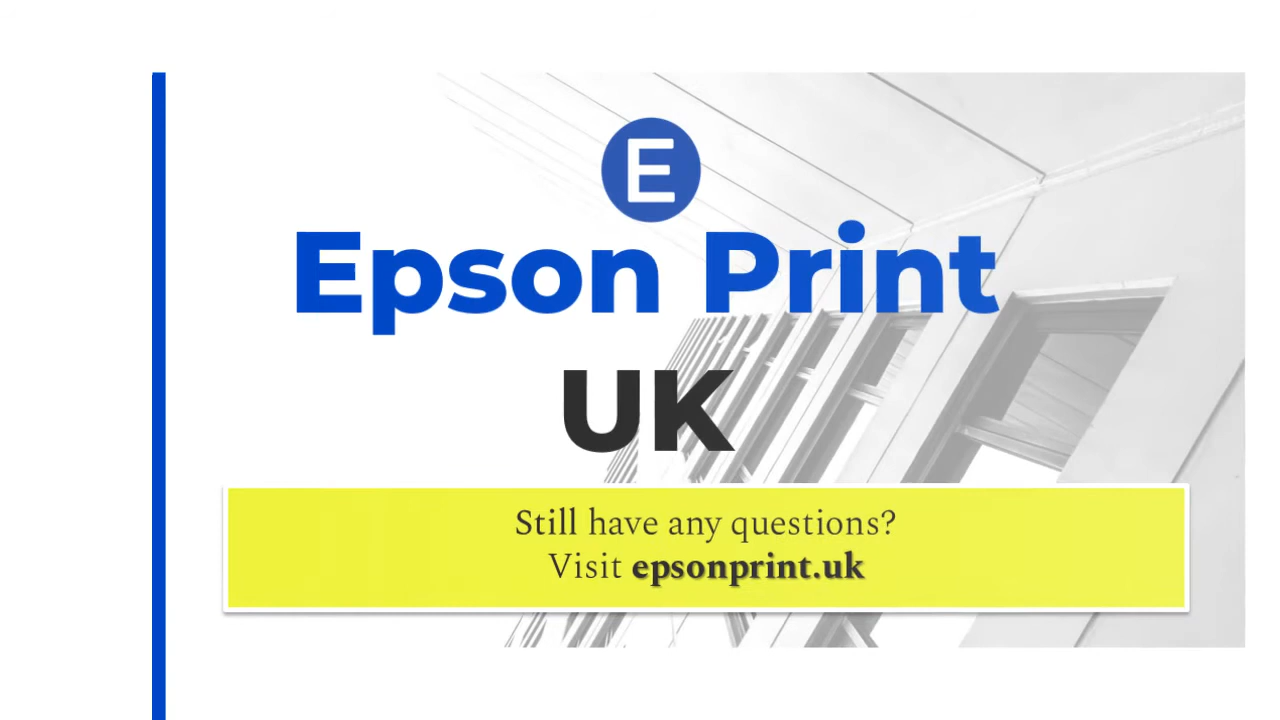 E
Epson Print
UK
Still have any questions?
Visit epsonprint.uk